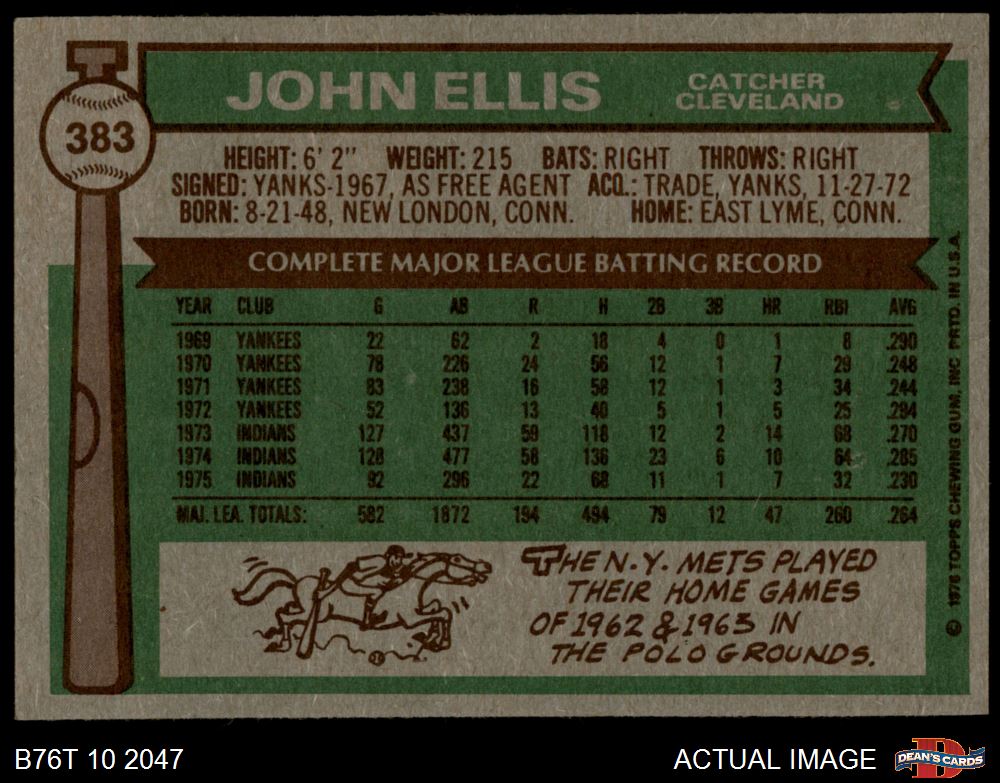 383
JOHN ELLIS
CATCHER
CLEVELAND
HEIGHT: 6' 2" WEIGHT: 215 BATS: RIGHT THROWS: RIGHT
SIGNED: YANKS-1967, AS FREE AGENT ACQ.: TRADE, YANKS, 11-27-72
BORN: 8-21-48, NEW LONDON, CONN. HOME: EAST LYME, CONN.
COMPLETE MAJOR LEAGUE BATTING RECORD
YEAR CLUB G AB R H 2B 3B HR RBI AVG
1969 YANKEES 22 62 2 18 4 0 1 8 .290
1970 YANKEES 78 226 24 56 12 1 7 29 .248
1971 YANKEES 83 238 16 58 12 1 3 34 .244
1972 YANKEES 52 136 13 40 5 1 5 25 .294
1973 INDIANS 127 437 59 118 12 2 14 68 .270
1974 INDIANS 128 477 58 136 23 6 10 64 .285
1975 INDIANS 92 296 22 68 11 1 7 32 .230
MAJ. LEA. TOTALS: 582 1872 194 494 79 12 47 260 .264
THE N.Y. METS PLAYED
THEIR HOME GAMES
OF 1962 & 1963 IN
THE POLO GROUNDS.
© 1976 TOPPS CHEWING GUM, INC. PRTD. IN U.S.A.
B76T 10 2047
ACTUAL IMAGE
D
DEAN'S CARDS